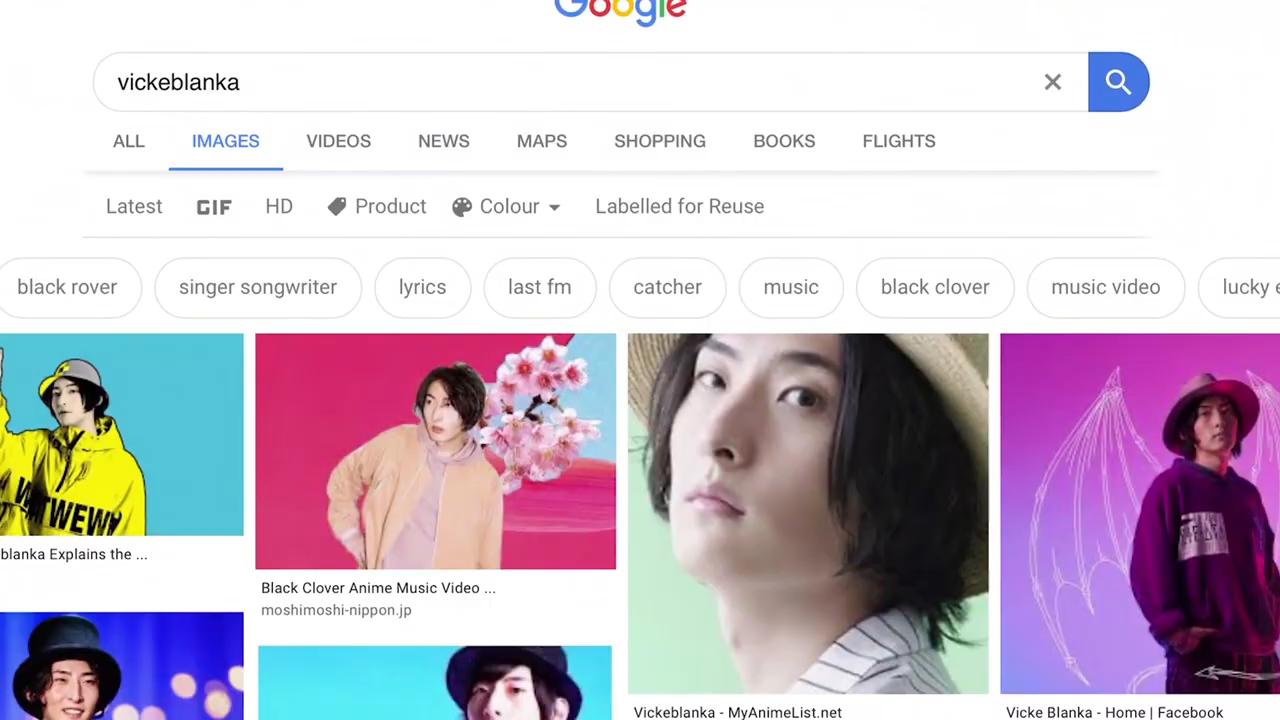 Google
vickeblanka
ALL IMAGES VIDEOS NEWS MAPS SHOPPING BOOKS FLIGHTS
Latest GIF HD Product Colour Labelled for Reuse
black rover singer songwriter lyrics last fm catcher music black clover music video lucky e
blanka Explains the ...
Black Clover Anime Music Video ...
moshimoshi-nippon.jp
Vickeblanka - MyAnimeList.net
Vicke Blanka - Home | Facebook